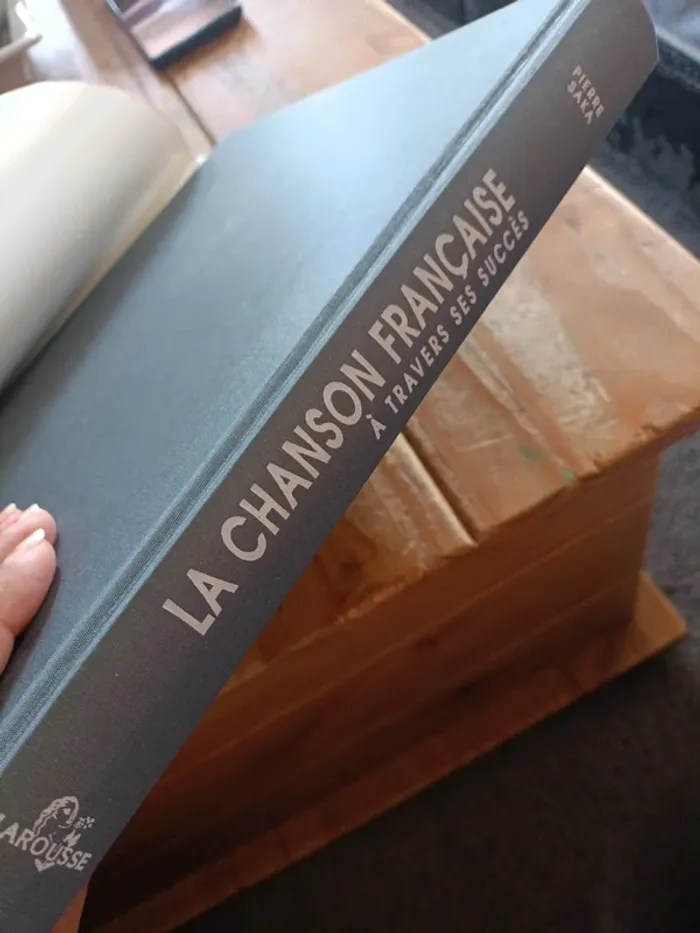 PIERRE
SAKA
LA CHANSON FRANÇAISE
À TRAVERS SES SUCCÈS
LAROUSSE